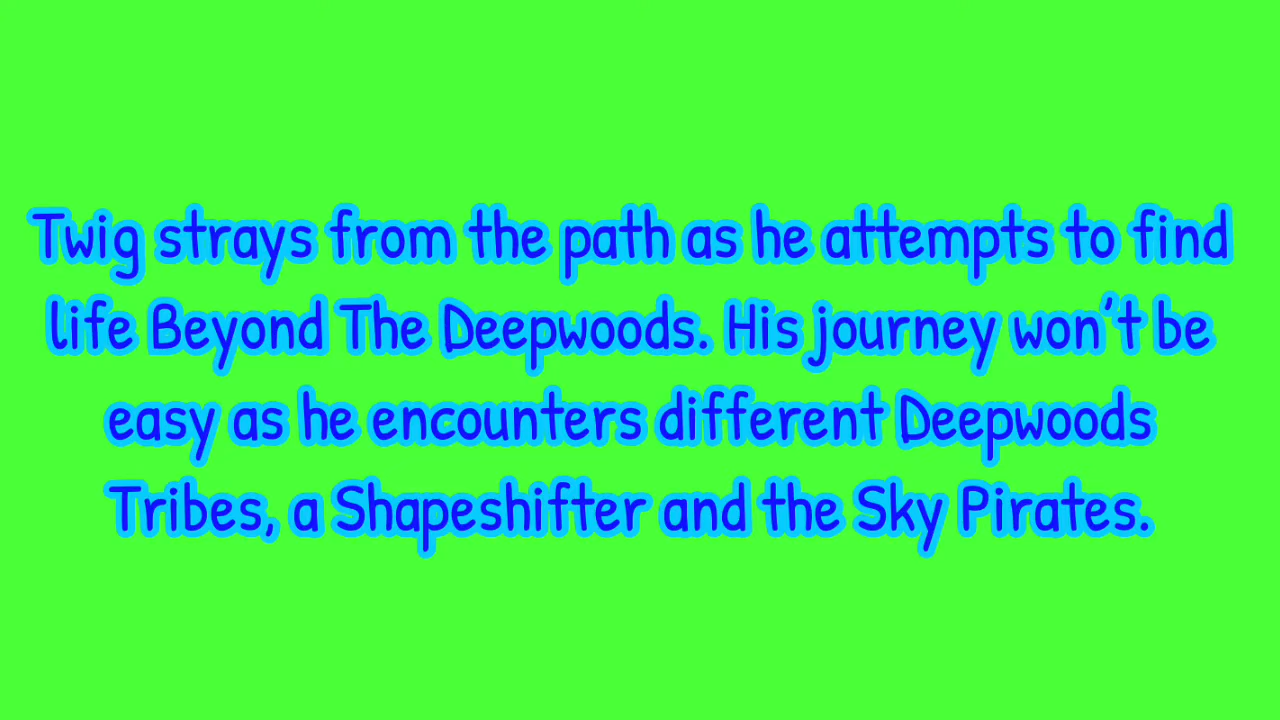 Twig strays from the path as he attempts to find
life Beyond The Deepwoods. His journey won't be
easy as he encounters different Deepwoods
Tribes, a Shapeshifter and the Sky Pirates.